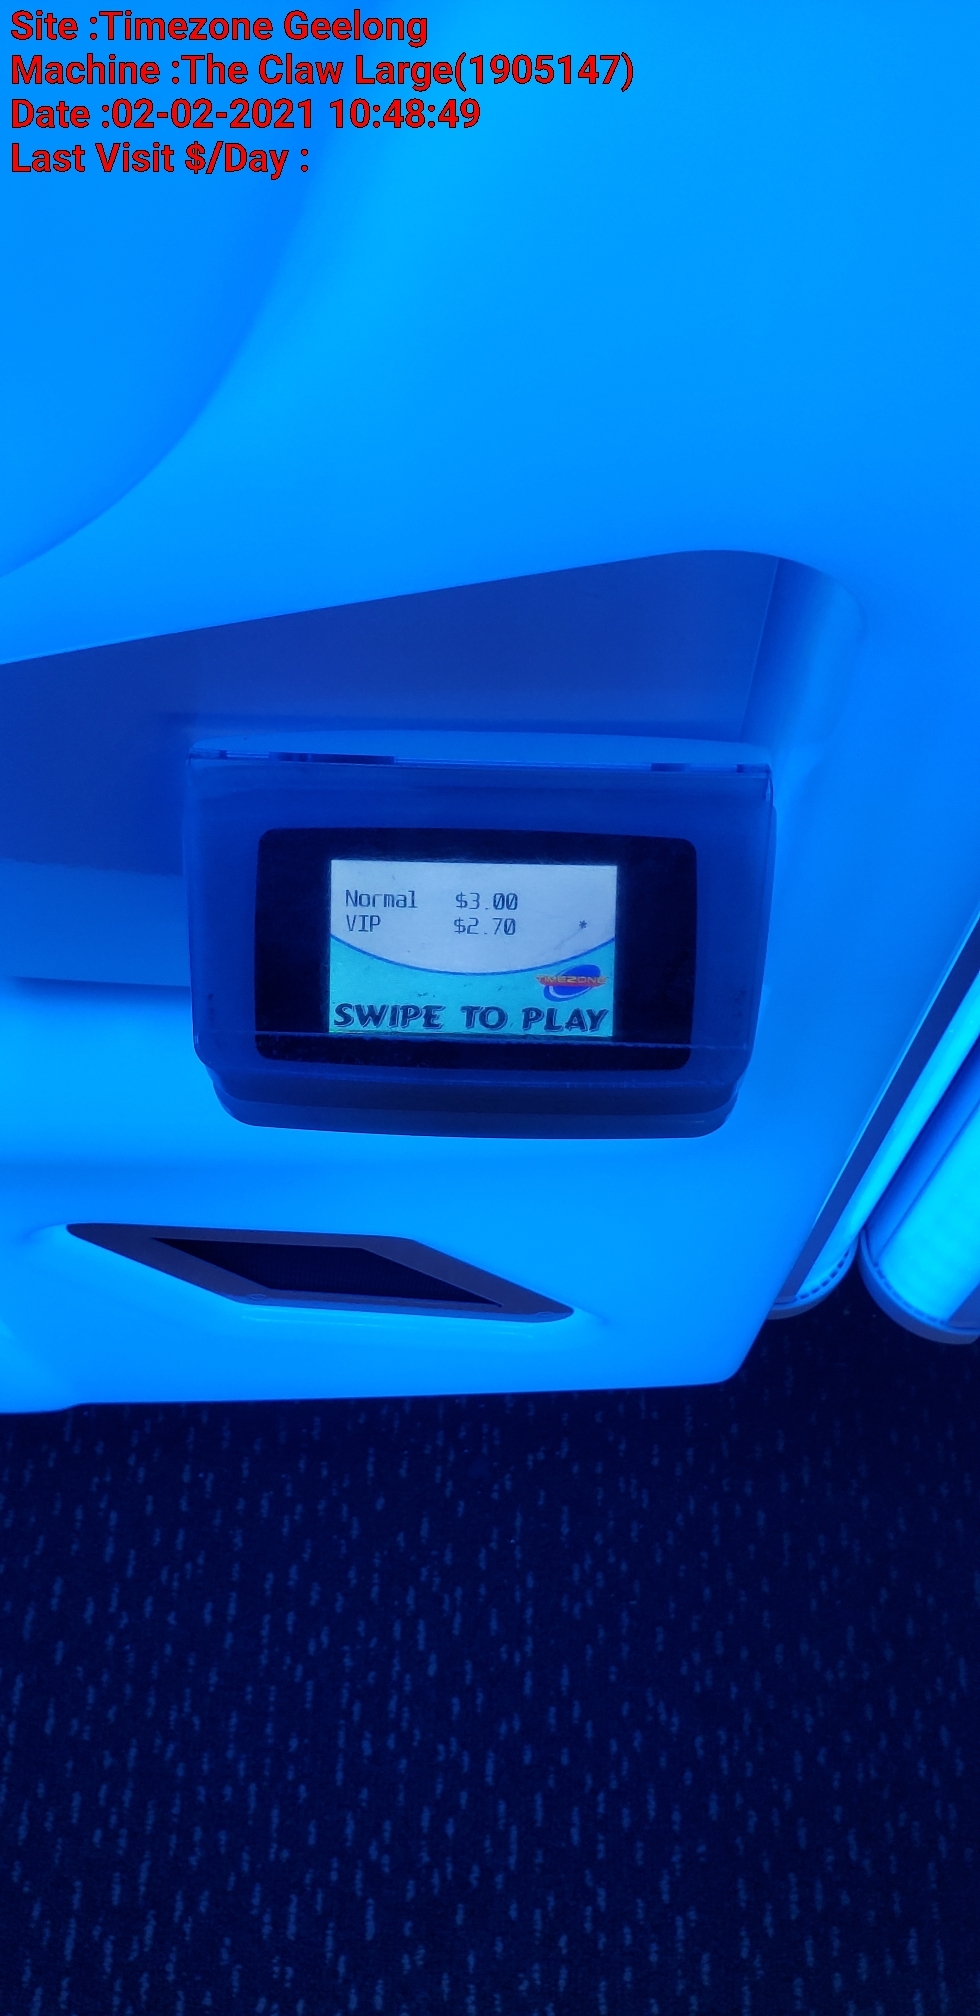 Site :Timezone Geelong
Machine :The Claw Large(1905147)
Date :02-02-2021 10:48:49
Last Visit $/Day :
Normal $3.00
VIP $2.70 *
TIMEZONE
SWIPE TO PLAY